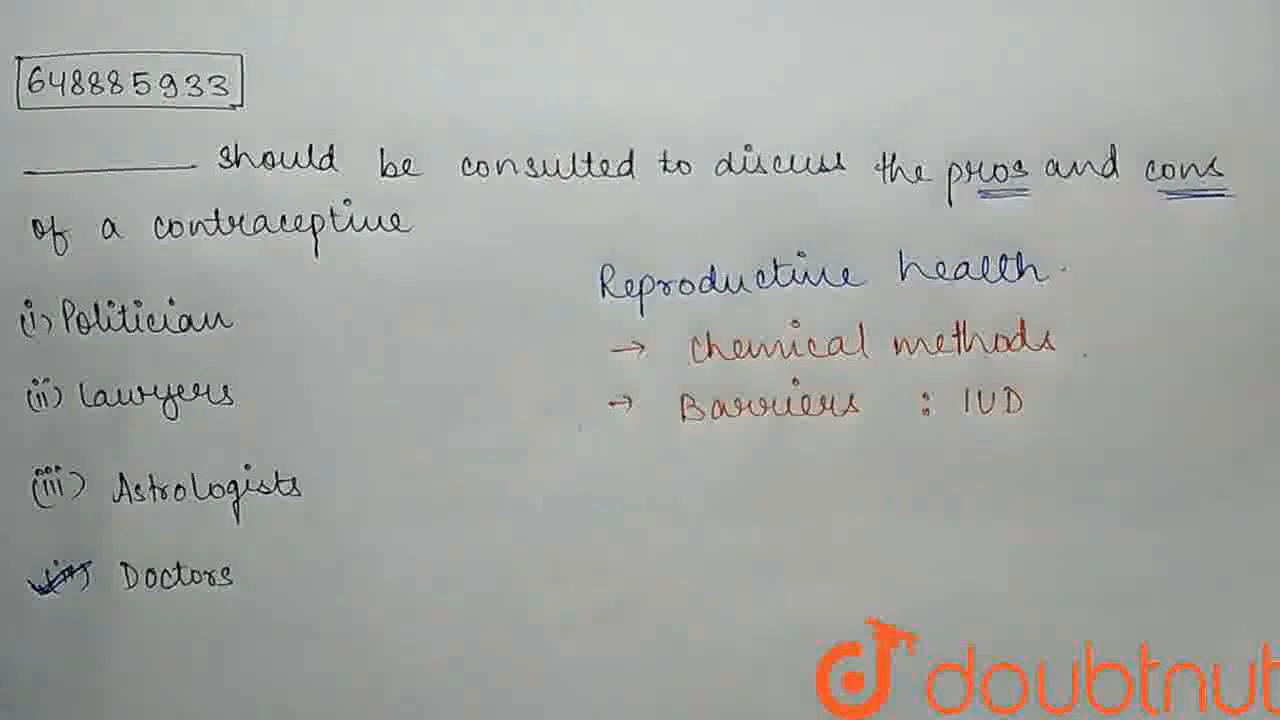 648885933
________ should be consulted to discuss the pros and cons
of a contraceptive
(i) Politician
(ii) Lawyers
(iii) Astrologists
(iv) Doctors
Reproductive health.
→ Chemical methods.
→ Barriers : IUD
doubtnut